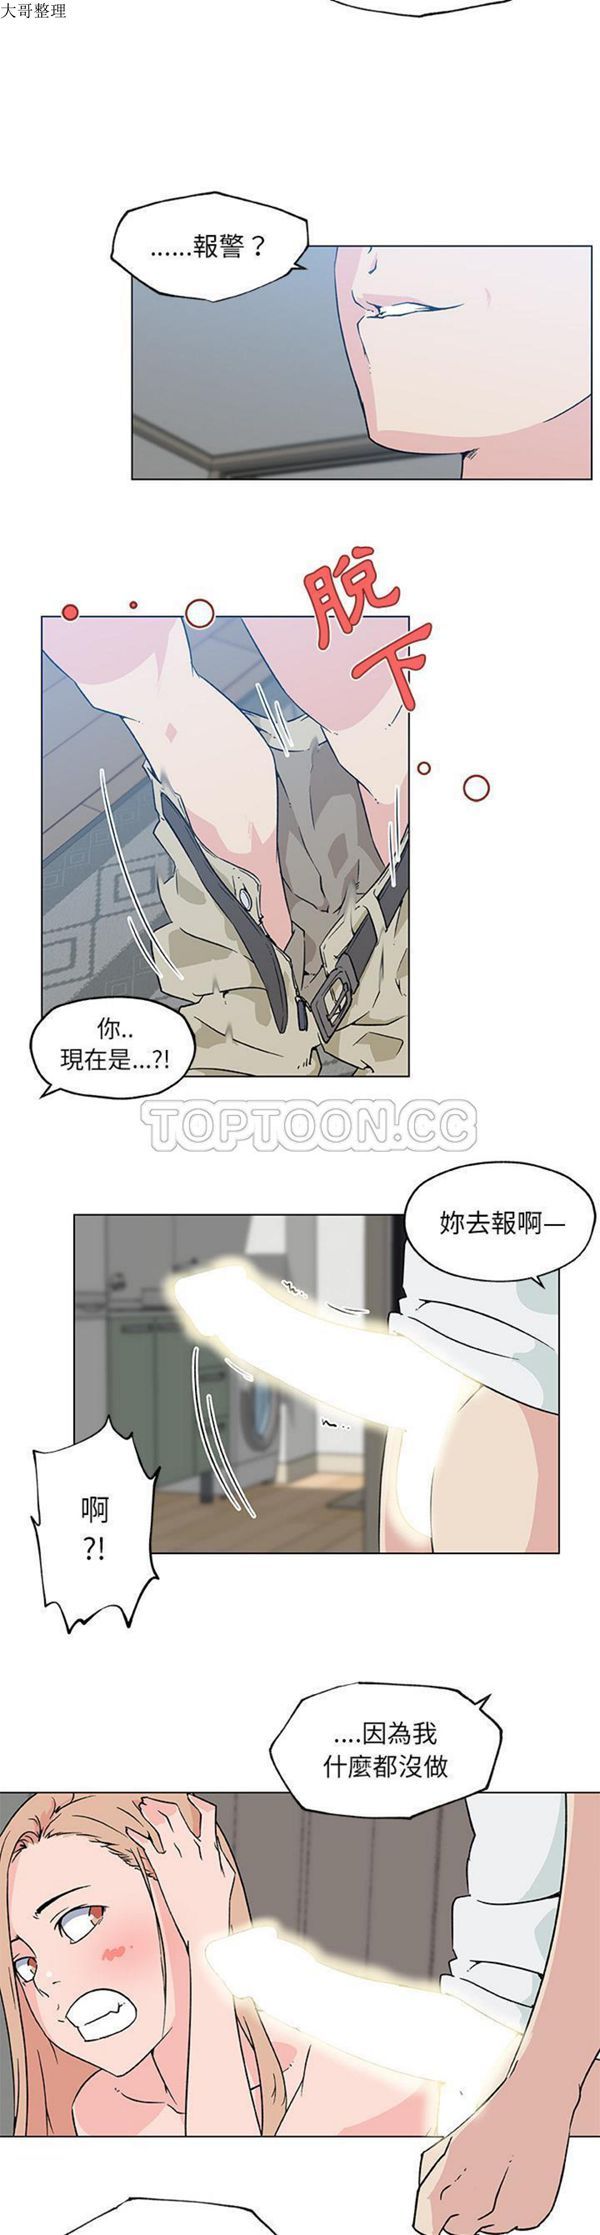 大哥整理
......報警？
脫
下
你..
現在是...?!
TOPTOON.CC
妳去報啊—
啊
?!
....因為我
什麼都沒做